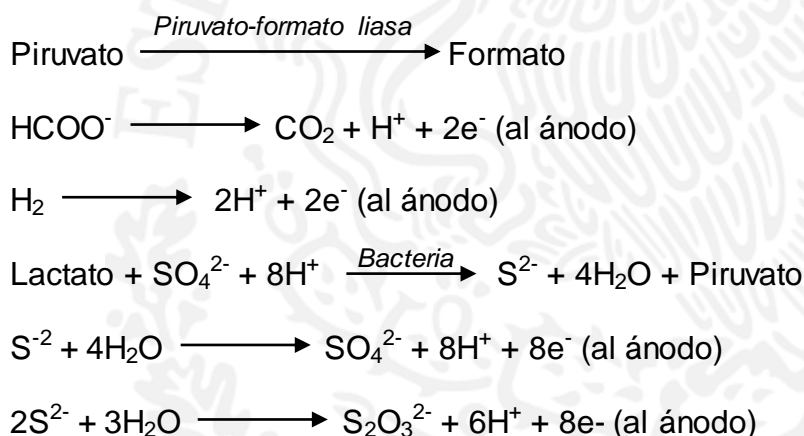 Piruvato Piruvato-formato liasa ⟶ Formato
HCOO⁻ ⟶ CO₂ + H⁺ + 2e⁻ (al ánodo)
H₂ ⟶ 2H⁺ + 2e⁻ (al ánodo)
Lactato + SO₄²⁻ + 8H⁺ Bacteria ⟶ S²⁻ + 4H₂O + Piruvato
S⁻² + 4H₂O ⟶ SO₄²⁻ + 8H⁺ + 8e⁻ (al ánodo)
2S²⁻ + 3H₂O ⟶ S₂O₃²⁻ + 6H⁺ + 8e- (al ánodo)